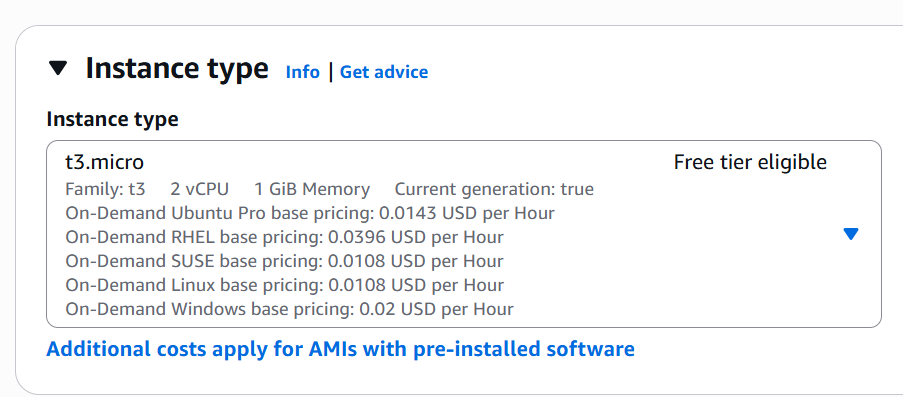 Instance type Info | Get advice
Instance type
t3.micro Free tier eligible
Family: t3 2 vCPU 1 GiB Memory Current generation: true
On-Demand Ubuntu Pro base pricing: 0.0143 USD per Hour
On-Demand RHEL base pricing: 0.0396 USD per Hour
On-Demand SUSE base pricing: 0.0108 USD per Hour
On-Demand Linux base pricing: 0.0108 USD per Hour
On-Demand Windows base pricing: 0.02 USD per Hour
Additional costs apply for AMIs with pre-installed software